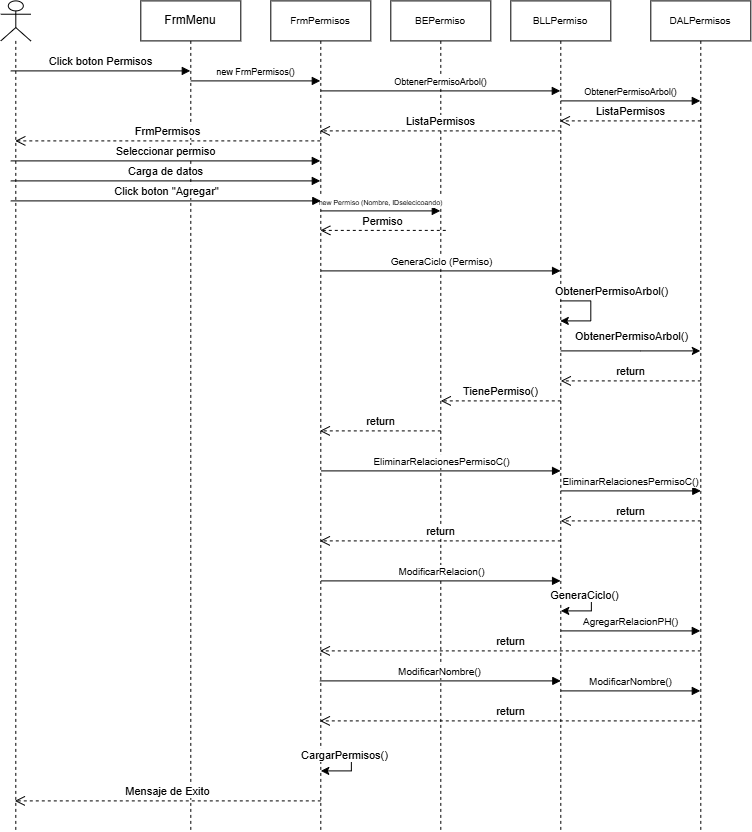 FrmMenu
FrmPermisos
BEPermiso
BLLPermiso
DALPermisos
Click boton Permisos
new FrmPermisos()
ObtenerPermisoArbol()
ObtenerPermisoArbol()
ListaPermisos
ListaPermisos
FrmPermisos
Seleccionar permiso
Carga de datos
Click boton "Agregar"
new Permiso (Nombre, IDselecicoando)
Permiso
GeneraCiclo (Permiso)
ObtenerPermisoArbol()
ObtenerPermisoArbol()
return
TienePermiso()
return
EliminarRelacionesPermisoC()
EliminarRelacionesPermisoC()
return
return
ModificarRelacion()
GeneraCiclo()
AgregarRelacionPH()
return
ModificarNombre()
ModificarNombre()
return
CargarPermisos()
Mensaje de Exito